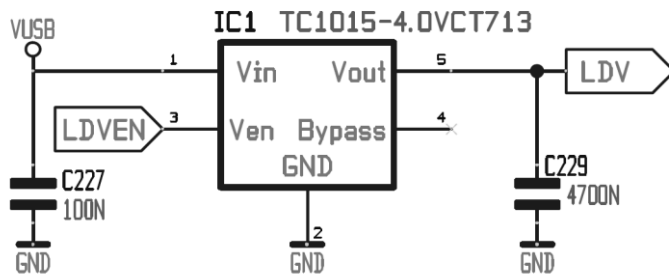 IC1 TC1015-4.0VCT713
VUSB
1
Vin
Vout
5
LDV
LDVEN
3
Ven
Bypass
4
GND
C227
100N
C229
4700N
2
GND
GND
GND